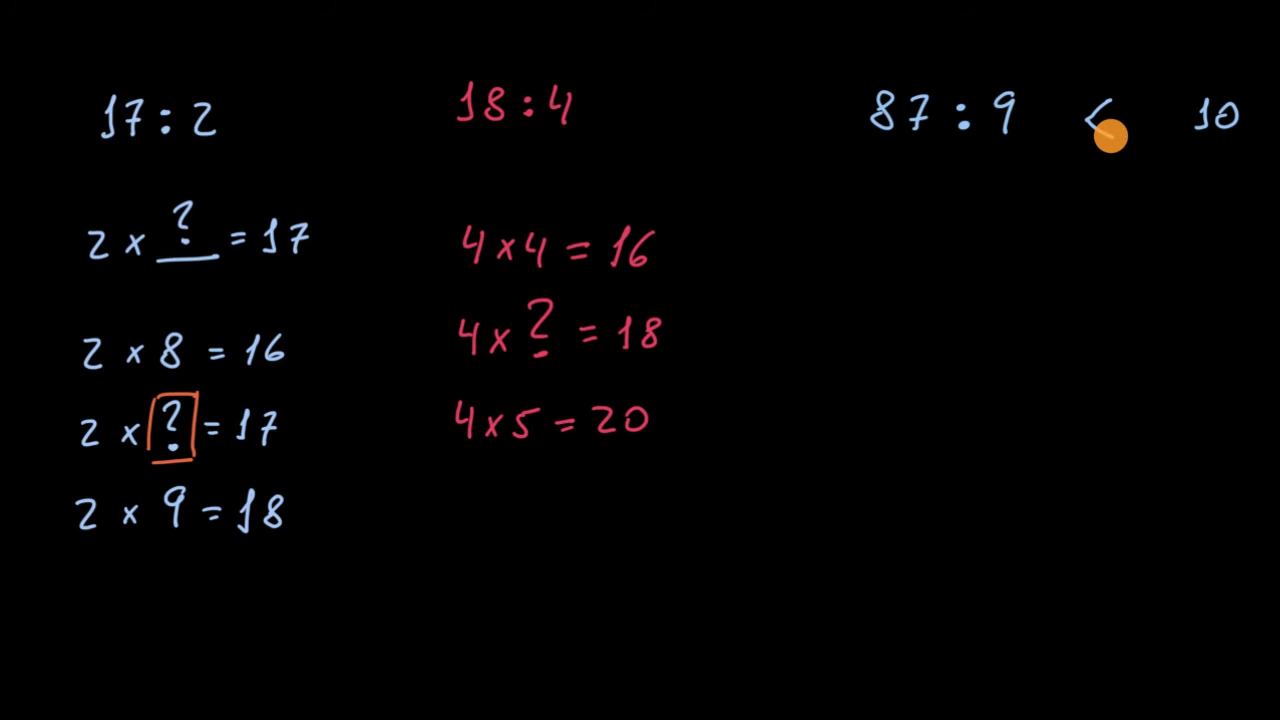 17 : 2
2 x ? = 17
2 x 8 = 16
2 x ? = 17
2 x 9 = 18
18 : 4
4 x 4 = 16
4 x ? = 18
4 x 5 = 20
87 : 9 < 10